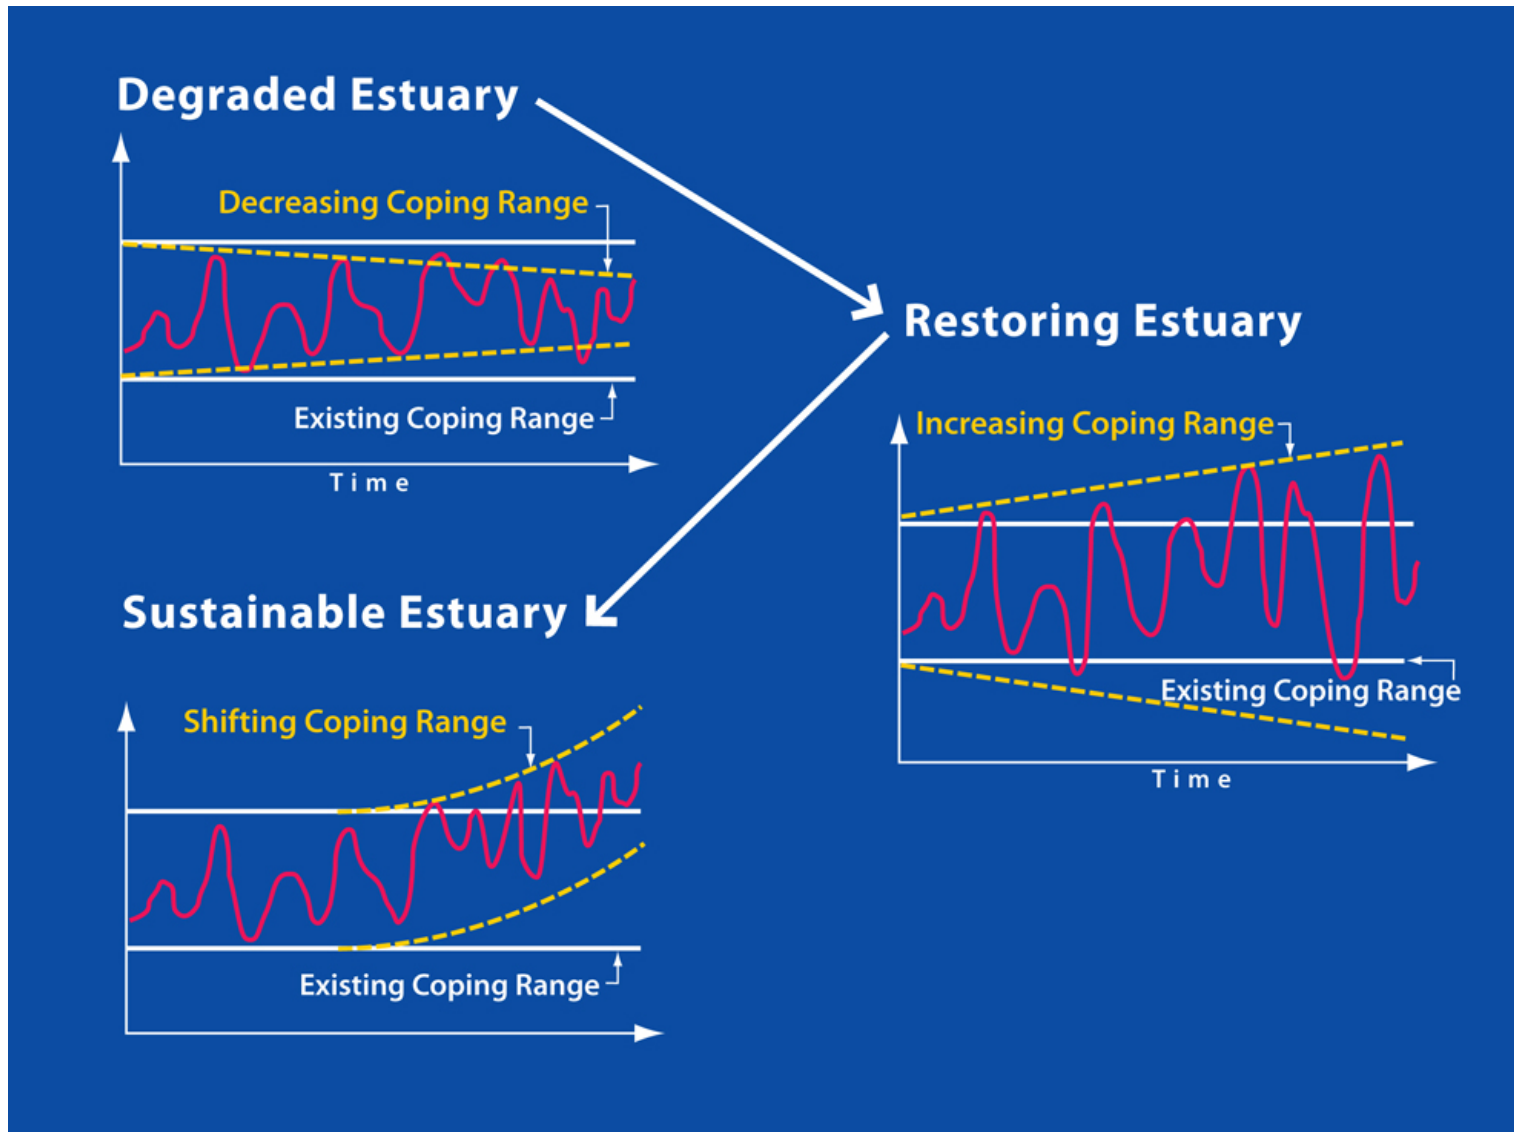 Degraded Estuary
Decreasing Coping Range
Existing Coping Range
Time
Restoring Estuary
Increasing Coping Range
Existing Coping Range
Time
Sustainable Estuary
Shifting Coping Range
Existing Coping Range